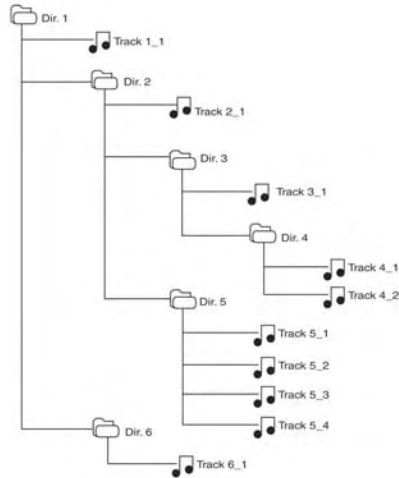 Dir. 1
Track 1_1
Dir. 2
Track 2_1
Dir. 3
Track 3_1
Dir. 4
Track 4_1
Track 4_2
Dir. 5
Track 5_1
Track 5_2
Track 5_3
Track 5_4
Dir. 6
Track 6_1